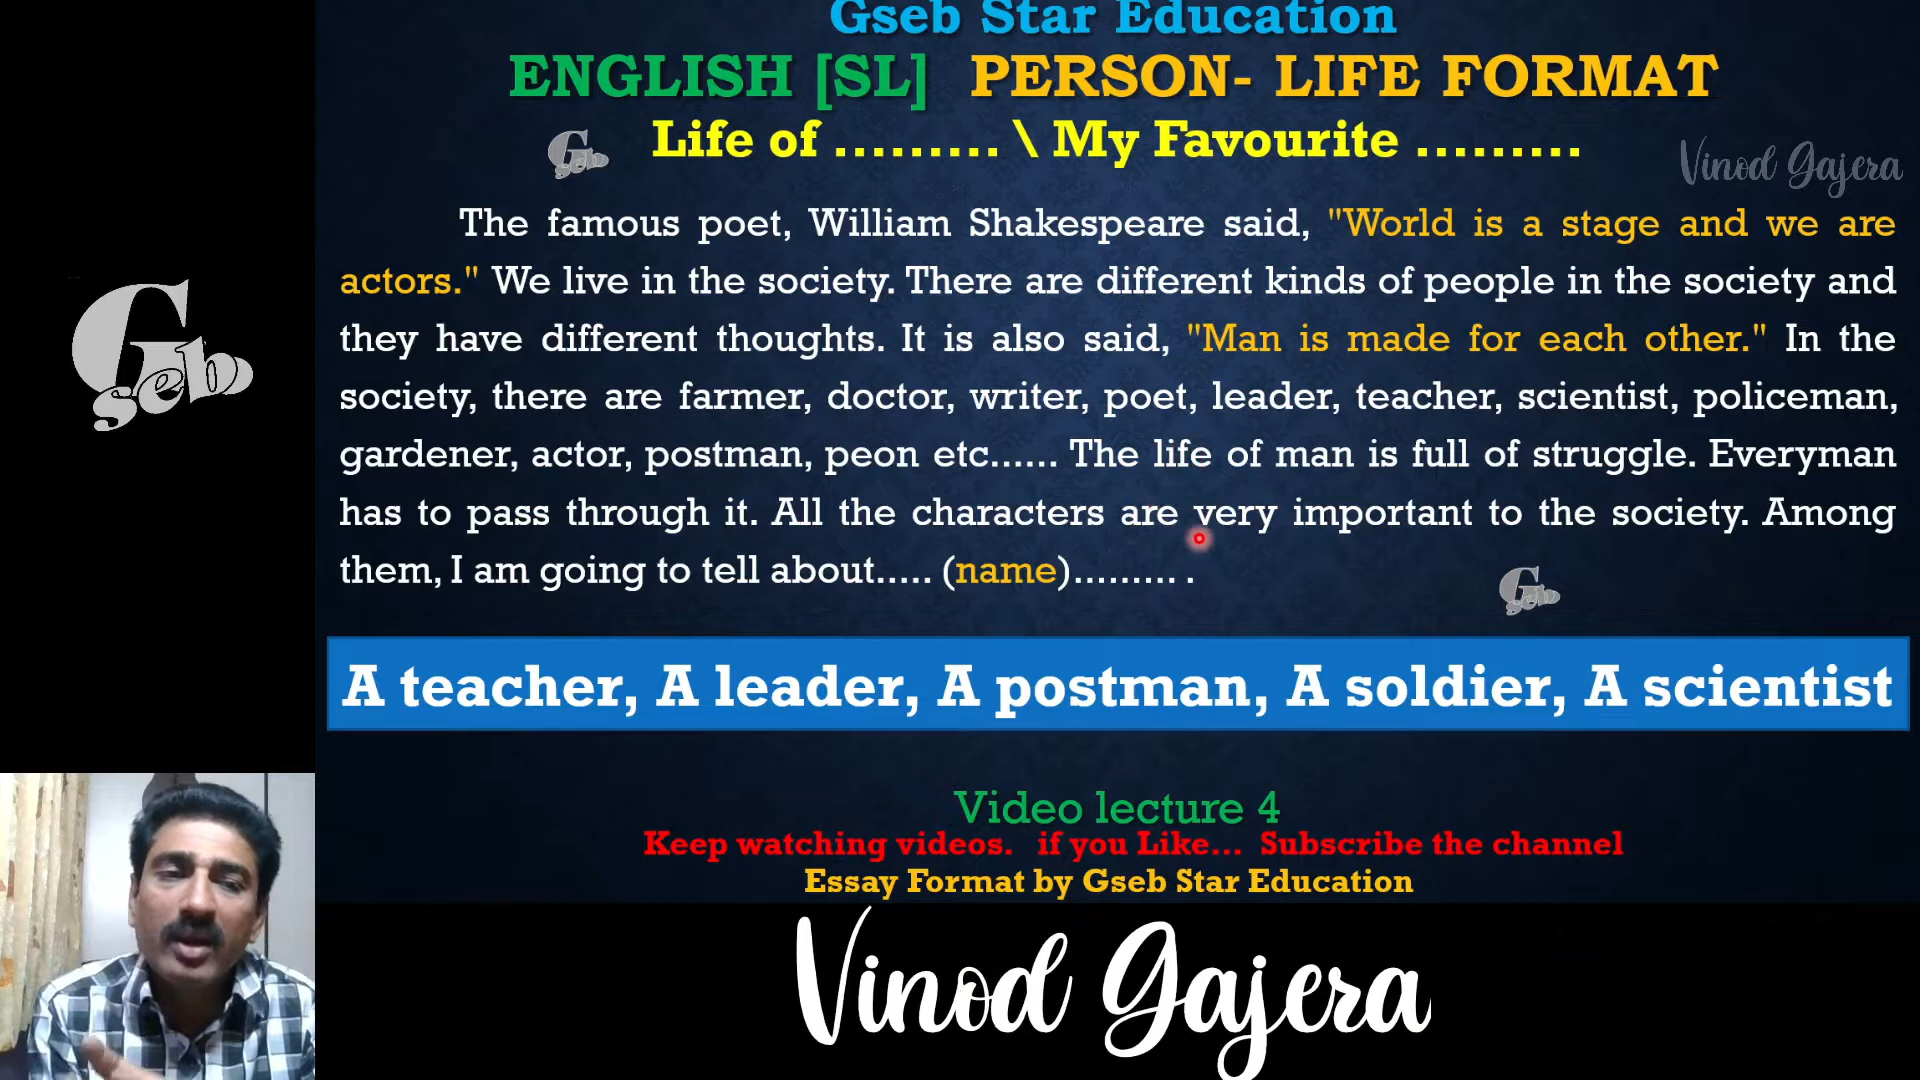 Gseb Star Education
ENGLISH [SL] PERSON- LIFE FORMAT
Life of ......... \ My Favourite .........
Gseb
Vinod Gajera
The famous poet, William Shakespeare said, "World is a stage and we are
actors." We live in the society. There are different kinds of people in the society and
they have different thoughts. It is also said, "Man is made for each other." In the
society, there are farmer, doctor, writer, poet, leader, teacher, scientist, policeman,
gardener, actor, postman, peon etc...... The life of man is full of struggle. Everyman
has to pass through it. All the characters are very important to the society. Among
them, I am going to tell about..... (name)......... .
Gseb
Gseb
A teacher, A leader, A postman, A soldier, A scientist
Video lecture 4
Keep watching videos. if you Like... Subscribe the channel
Essay Format by Gseb Star Education
Vinod Gajera